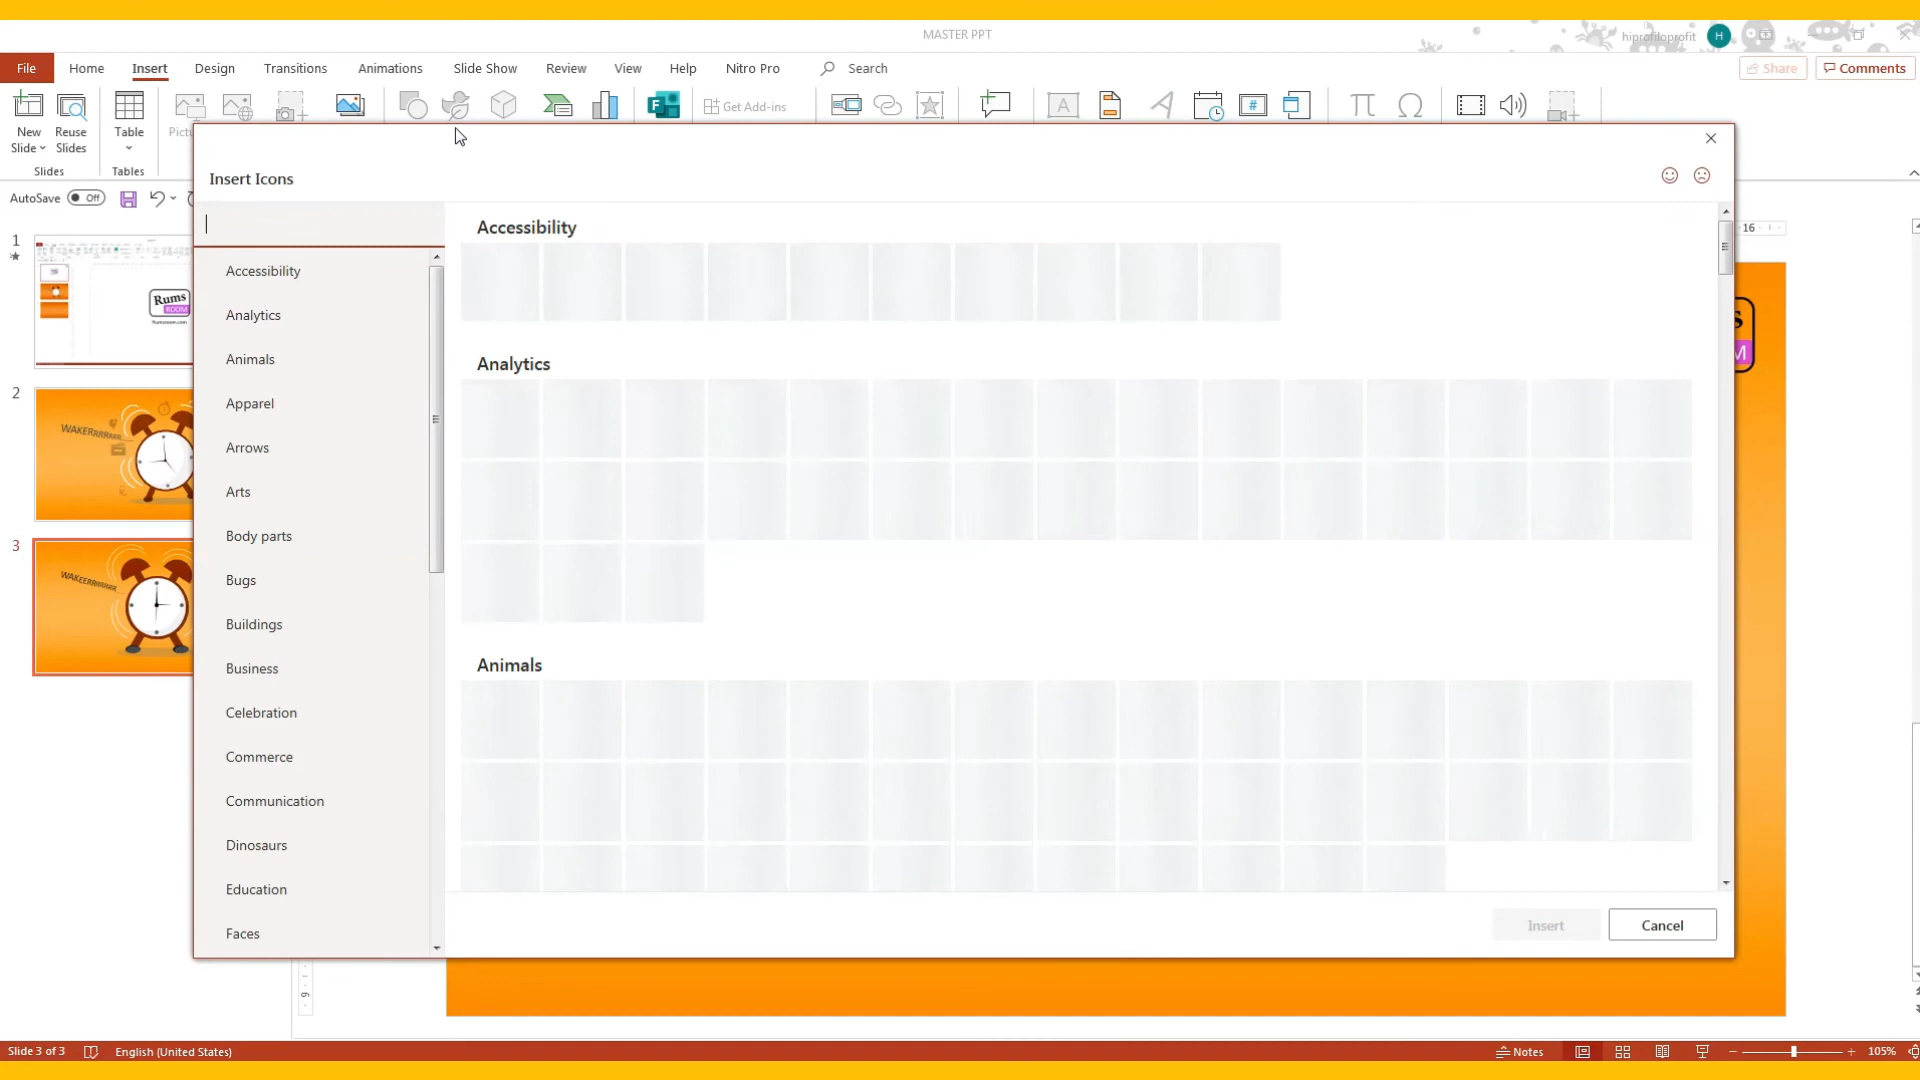 MASTER PPT
hiprofiloprofit
H
File
Home
Insert
Design
Transitions
Animations
Slide Show
Review
View
Help
Nitro Pro
Search
Share
Comments
New
Slide
Reuse
Slides
Table
Get Add-ins
Slides
Tables
AutoSave
Off
Insert Icons
Accessibility
Analytics
Animals
Apparel
Arrows
Arts
Body parts
Bugs
Buildings
Business
Celebration
Commerce
Communication
Dinosaurs
Education
Faces
Accessibility
Analytics
Animals
Insert
Cancel
1
Rums
ROOM
2
3
16
9
Slide 3 of 3
English (United States)
Notes
105%